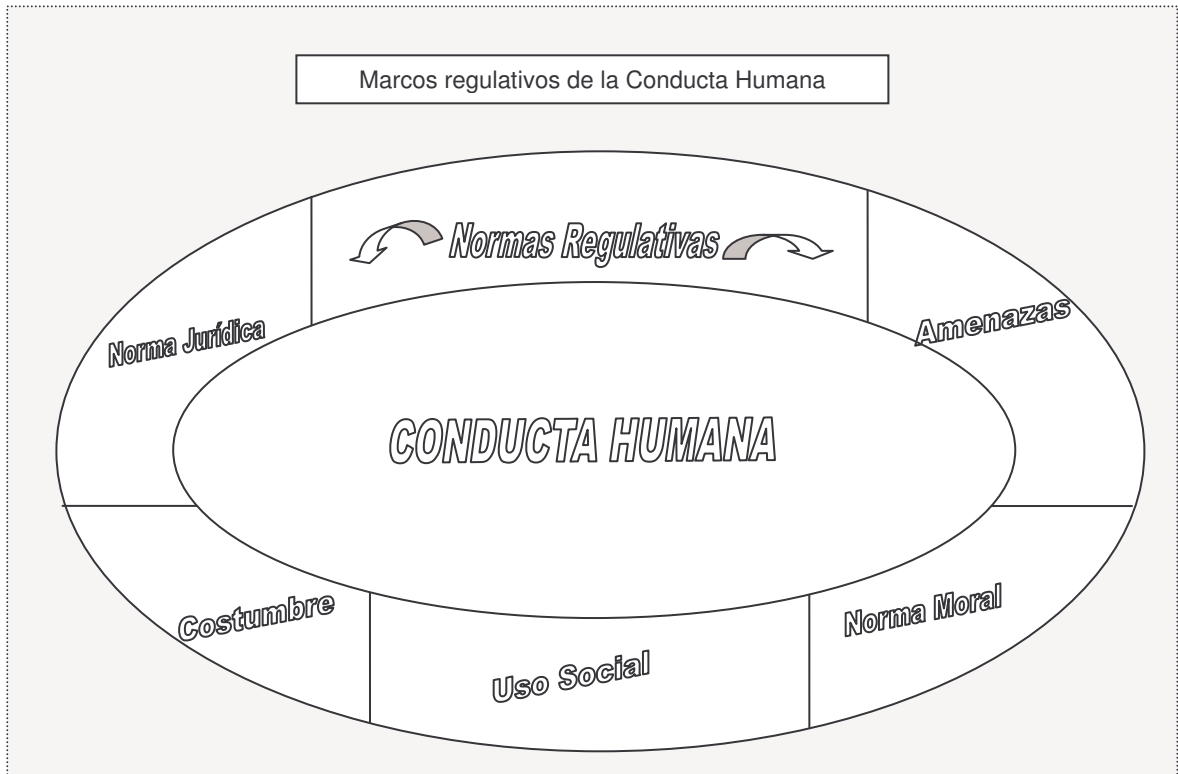 Marcos regulativos de la Conducta Humana
Normas Regulativas
Norma Jurídica
Amenazas
CONDUCTA HUMANA
Costumbre
Norma Moral
Uso Social